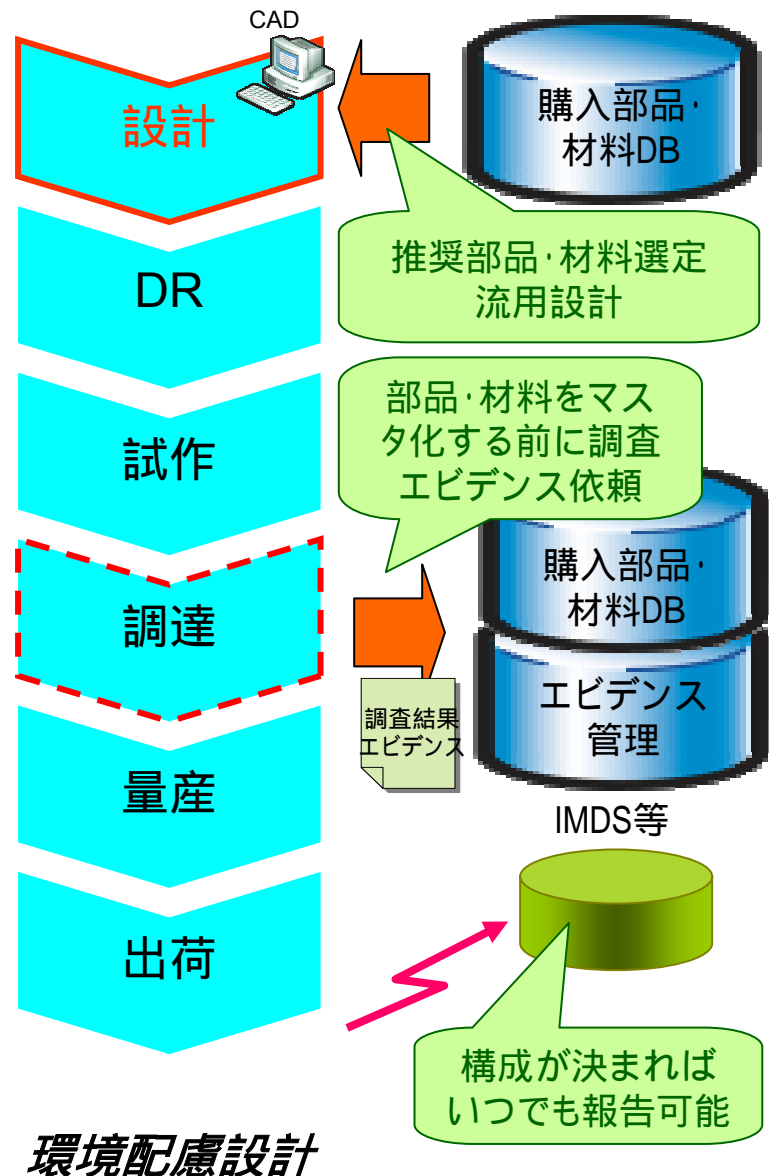 CAD
設計
購入部品･
材料DB
推奨部品･材料選定
流用設計
DR
部品･材料をマス
タ化する前に調査
エビデンス依頼
試作
購入部品･
材料DB
調達
調査結果
エビデンス
エビデンス
管理
量産
IMDS等
出荷
構成が決まれば
いつでも報告可能
環境配慮設計